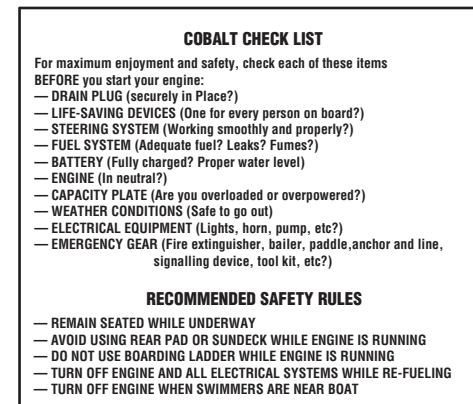 COBALT CHECK LIST
For maximum enjoyment and safety, check each of these items
BEFORE you start your engine:
— DRAIN PLUG (securely in Place?)
— LIFE-SAVING DEVICES (One for every person on board?)
— STEERING SYSTEM (Working smoothly and properly?)
— FUEL SYSTEM (Adequate fuel? Leaks? Fumes?)
— BATTERY (Fully charged? Proper water level)
— ENGINE (In neutral?)
— CAPACITY PLATE (Are you overloaded or overpowered?)
— WEATHER CONDITIONS (Safe to go out)
— ELECTRICAL EQUIPMENT (Lights, horn, pump, etc?)
— EMERGENCY GEAR (Fire extinguisher, bailer, paddle,anchor and line,
signalling device, tool kit, etc?)
RECOMMENDED SAFETY RULES
— REMAIN SEATED WHILE UNDERWAY
— AVOID USING REAR PAD OR SUNDECK WHILE ENGINE IS RUNNING
— DO NOT USE BOARDING LADDER WHILE ENGINE IS RUNNING
— TURN OFF ENGINE AND ALL ELECTRICAL SYSTEMS WHILE RE-FUELING
— TURN OFF ENGINE WHEN SWIMMERS ARE NEAR BOAT